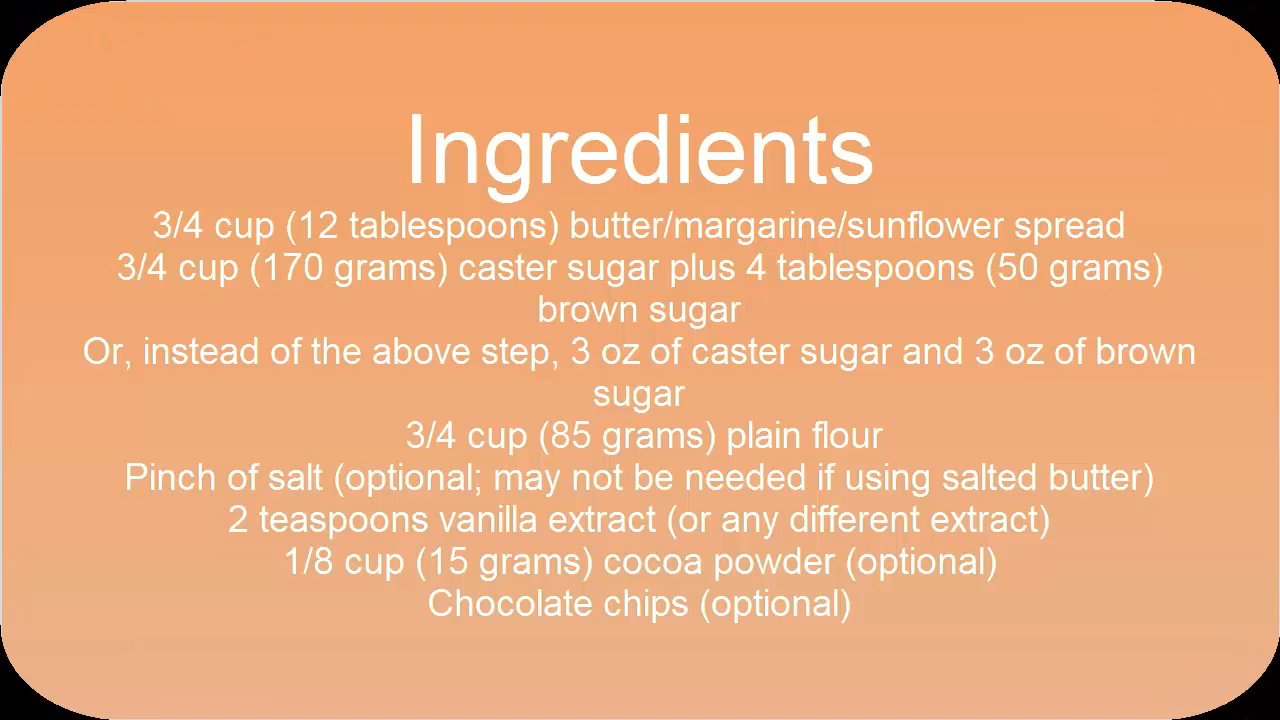 Ingredients
3/4 cup (12 tablespoons) butter/margarine/sunflower spread
3/4 cup (170 grams) caster sugar plus 4 tablespoons (50 grams)
brown sugar
Or, instead of the above step, 3 oz of caster sugar and 3 oz of brown
sugar
3/4 cup (85 grams) plain flour
Pinch of salt (optional; may not be needed if using salted butter)
2 teaspoons vanilla extract (or any different extract)
1/8 cup (15 grams) cocoa powder (optional)
Chocolate chips (optional)